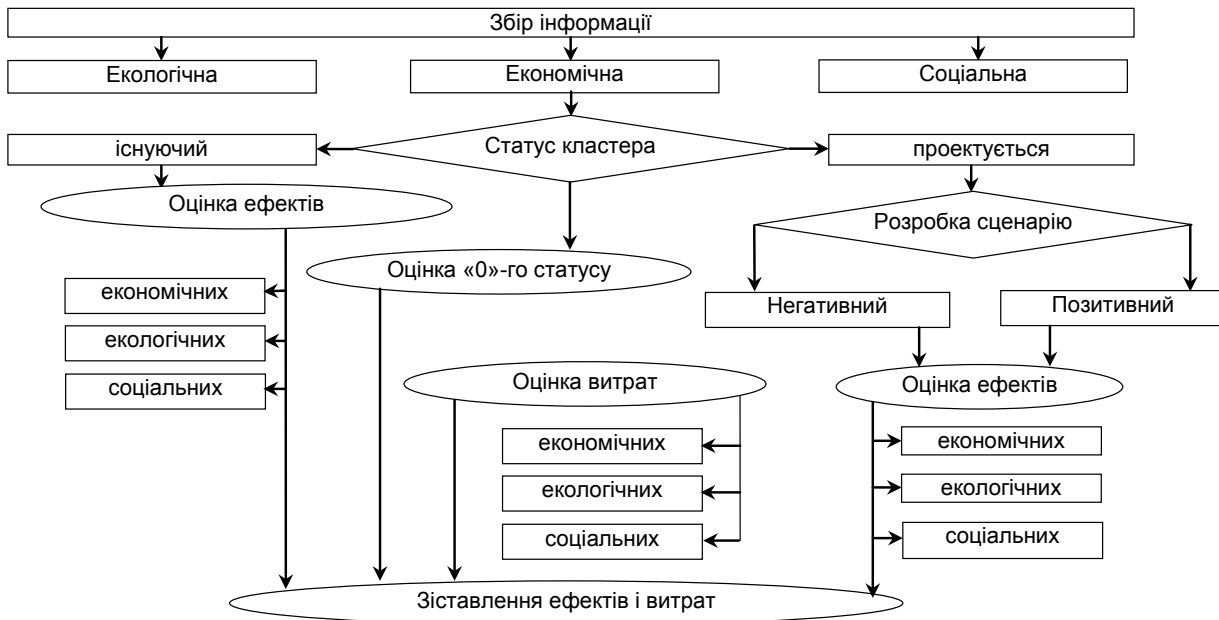 Збір інформації
Екологічна
Економічна
Соціальна
існуючий
Статус кластера
проектується
Оцінка ефектів
Розробка сценарію
Оцінка «0»-го статусу
економічних
екологічних
соціальних
Негативний
Позитивний
Оцінка витрат
Оцінка ефектів
економічних
екологічних
соціальних
економічних
екологічних
соціальних
Зіставлення ефектів і витрат